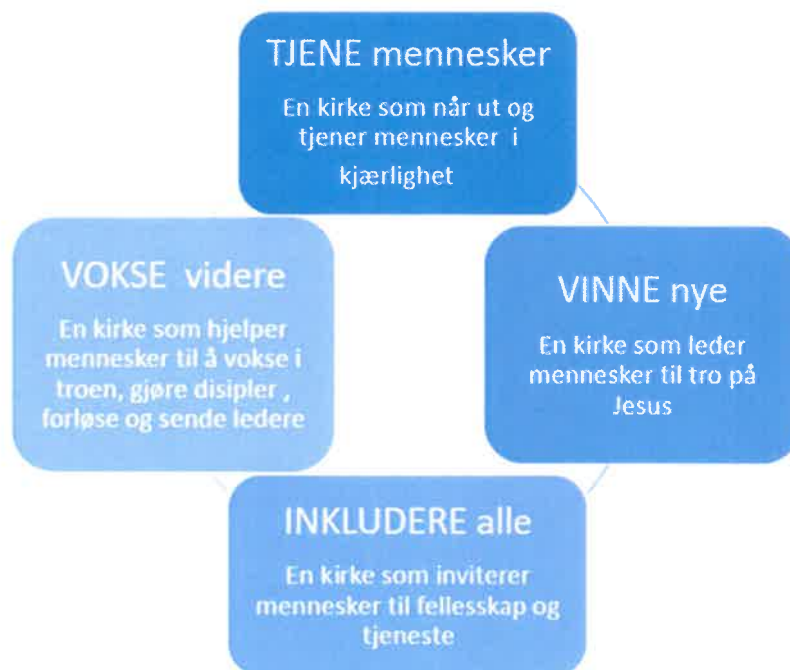 TJENE mennesker
En kirke som når ut og
tjener mennesker i
kjærlighet
VINNE nye
En kirke som leder
mennesker til tro på
Jesus
INKLUDERE alle
En kirke som inviterer
mennesker til fellesskap og
tjeneste
VOKSE videre
En kirke som hjelper
mennesker til å vokse i
troen, gjøre disipler ,
forløse og sende ledere